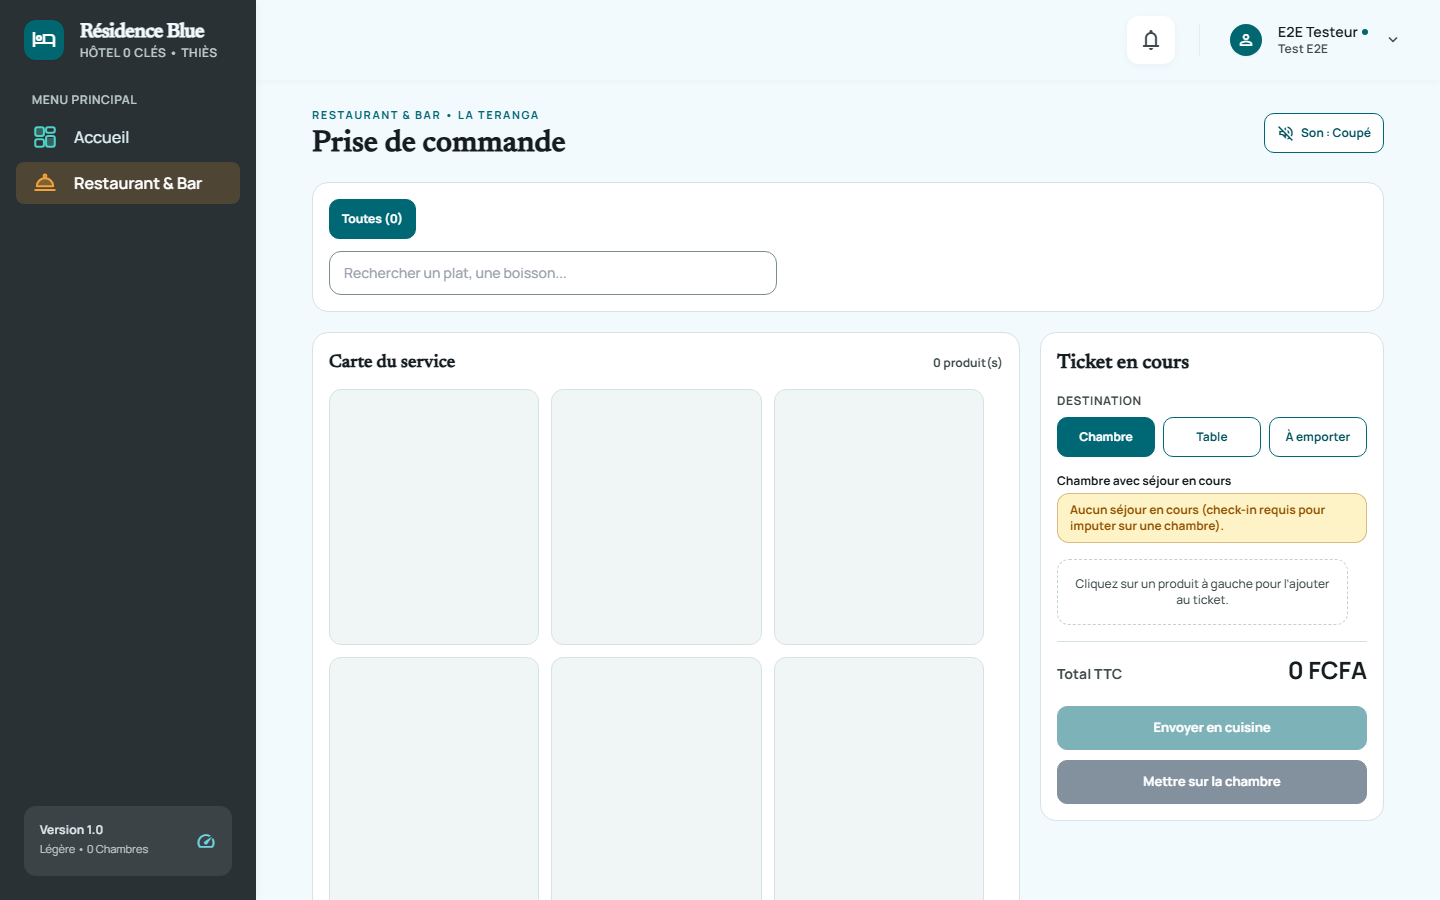 Résidence Blue
HÔTEL 0 CLÉS • THIÈS
MENU PRINCIPAL
Accueil
Restaurant & Bar
Version 1.0
Légère • 0 Chambres
E2E Testeur
Test E2E
RESTAURANT & BAR • LA TERANGA
Prise de commande
Son : Coupé
Toutes (0)
Rechercher un plat, une boisson...
Carte du service
0 produit(s)
Ticket en cours
DESTINATION
Chambre
Table
À emporter
Chambre avec séjour en cours
Aucun séjour en cours (check-in requis pour
imputer sur une chambre).
Cliquez sur un produit à gauche pour l'ajouter
au ticket.
Total TTC
0 FCFA
Envoyer en cuisine
Mettre sur la chambre